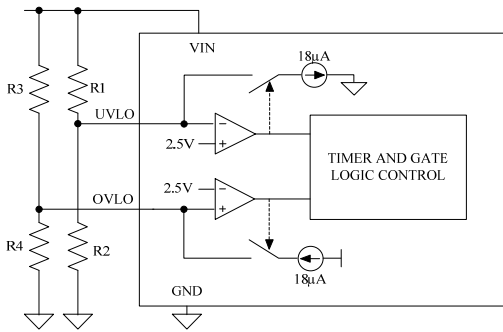 VIN
R3
R1
18µA
UVLO
2.5V
TIMER AND GATE
LOGIC CONTROL
2.5V
OVLO
R4
R2
18µA
GND